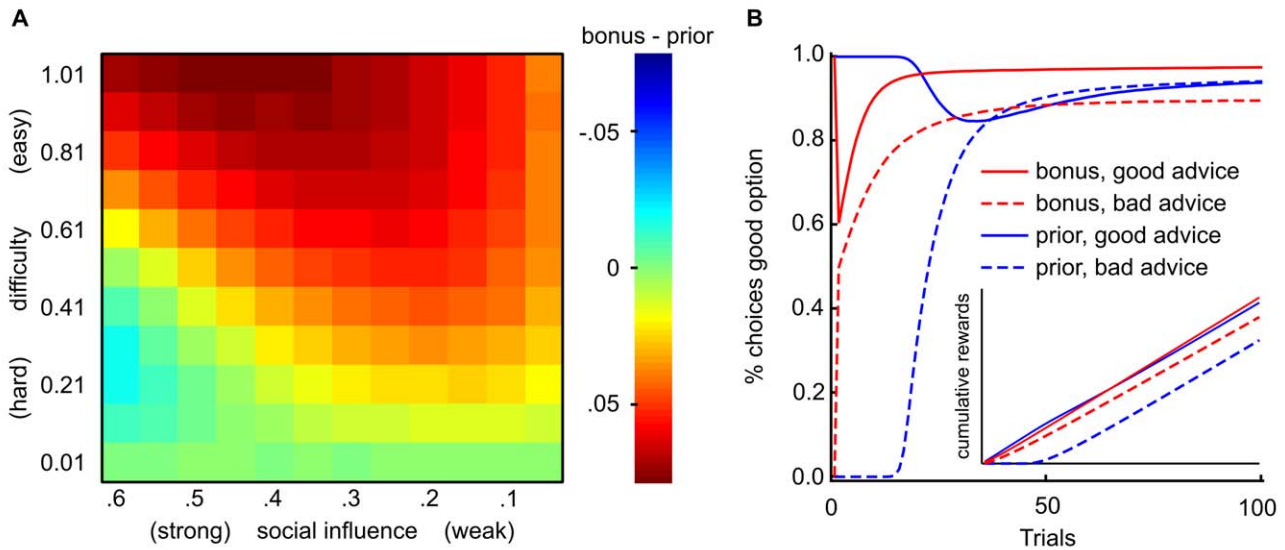 A
bonus - prior
1.01
0.81
0.61
0.41
0.21
0.01
(easy)
difficulty
(hard)
.6
.5
.4
.3
.2
.1
(strong) social influence (weak)
-.05
0
.05
B
1.0
0.8
0.6
0.4
0.2
0.0
% choices good option
bonus, good advice
bonus, bad advice
prior, good advice
prior, bad advice
cumulative rewards
0
50
100
Trials